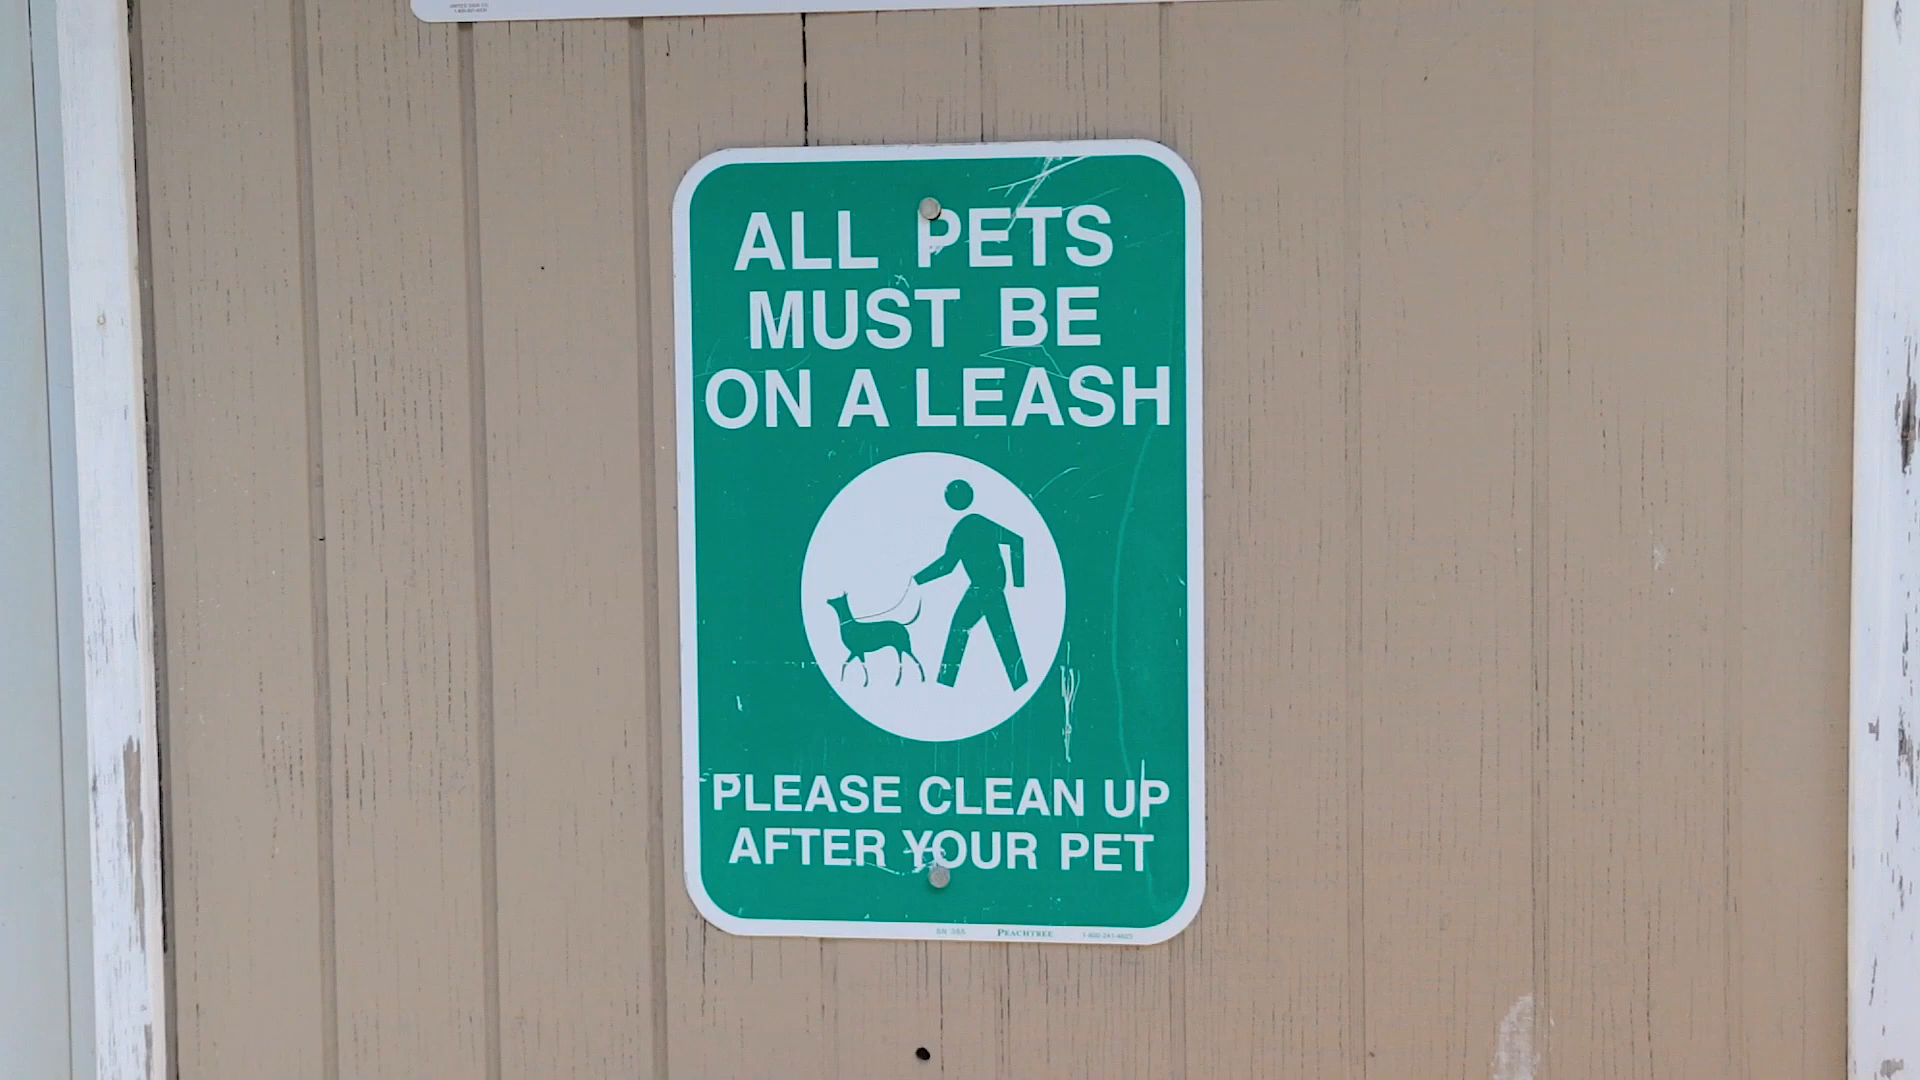 ALL PETS
MUST BE
ON A LEASH
PLEASE CLEAN UP
AFTER YOUR PET
PEACHTREE